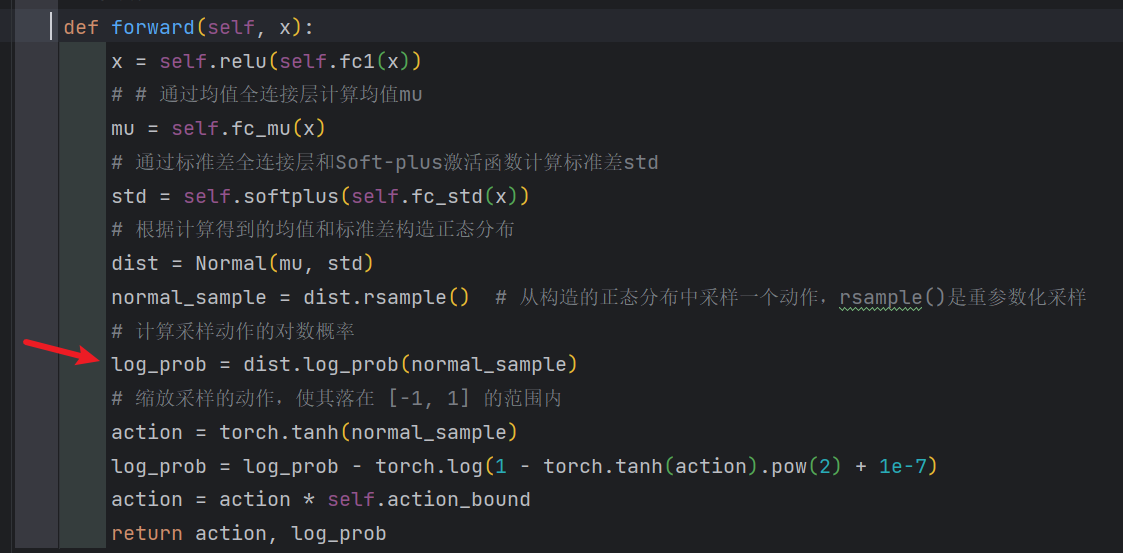 def forward(self, x):
x = self.relu(self.fc1(x))
# # 通过均值全连接层计算均值mu
mu = self.fc_mu(x)
# 通过标准差全连接层和Soft-plus激活函数计算标准差std
std = self.softplus(self.fc_std(x))
# 根据计算得到的均值和标准差构造正态分布
dist = Normal(mu, std)
normal_sample = dist.rsample()  # 从构造的正态分布中采样一个动作，rsample()是重参数化采样
# 计算采样动作的对数概率
log_prob = dist.log_prob(normal_sample)
# 缩放采样的动作，使其落在 [-1, 1] 的范围内
action = torch.tanh(normal_sample)
log_prob = log_prob - torch.log(1 - torch.tanh(action).pow(2) + 1e-7)
action = action * self.action_bound
return action, log_prob